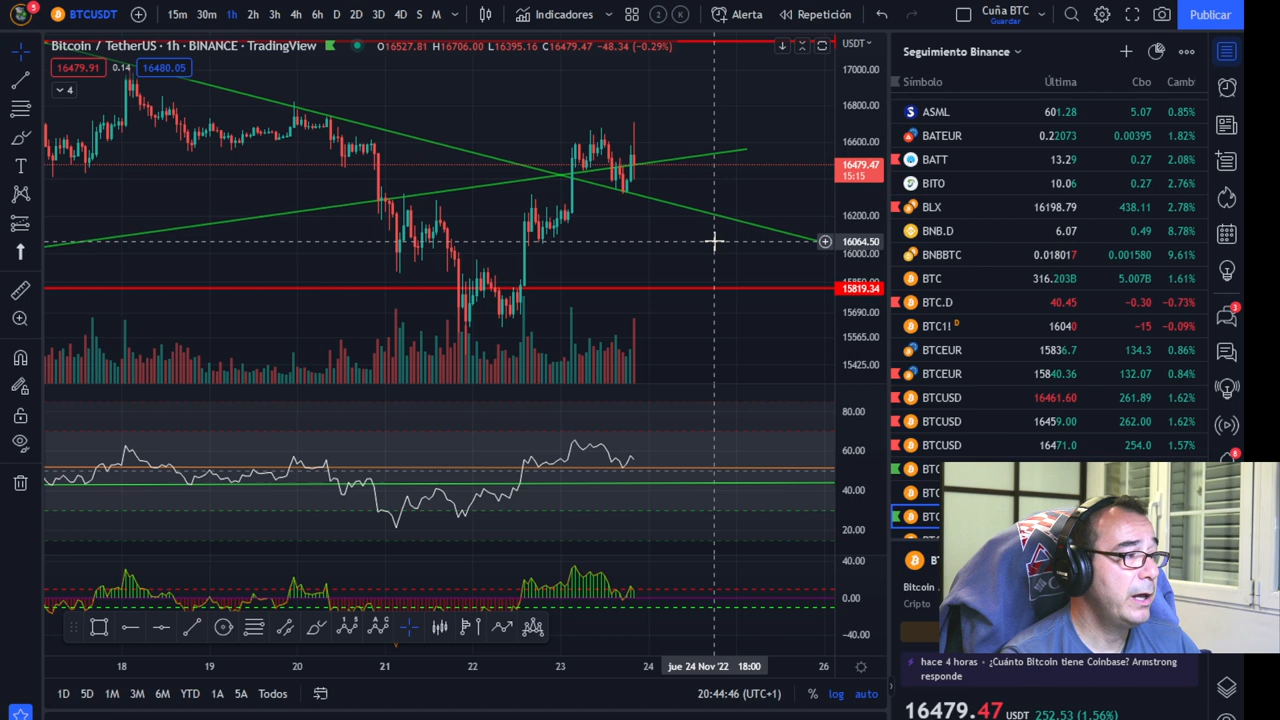 5
BTCUSDT
15m 30m 1h 2h 3h 4h 6h D 2D 3D 4D S M
Indicadores
2 K
Alerta
Repetición
Cuña BTC
Guardar
Publicar
Bitcoin / TetherUS · 1h · BINANCE · TradingView
O16527.81 H16706.00 L16395.16 C16479.47 −48.34 (−0.29%)
16479.91 0.14 16480.05
4
USDT
17000.00
16800.00
16600.00
16479.47
15:15
16200.00
16064.50
16000.00
15819.34
15690.00
15565.00
15425.00
80.00
60.00
40.00
20.00
40.00
0.00
−40.00
18 19 20 21 22 23 24 26
jue 24 Nov '22 18:00
1D 5D 1M 3M 6M YTD 1A 5A Todos
20:44:46 (UTC+1) % log auto
Seguimiento Binance
Símbolo Última Cbo Camb
ASML 601.28 5.07 0.85%
BATEUR 0.22073 0.00395 1.82%
BATT 13.29 0.27 2.08%
BITO 10.06 0.27 2.76%
BLX 16198.79 438.11 2.78%
BNB.D 6.07 0.49 8.78%
BNBBTC 0.018017 0.001580 9.61%
BTC 316.203B 5.007B 1.61%
BTC.D 40.45 −0.30 −0.73%
BTC1! D 16040 −15 −0.09%
BTCEUR 15836.7 134.3 0.86%
BTCEUR 15840.36 132.07 0.84%
BTCUSD 16461.60 261.89 1.62%
BTCUSD 16459.00 262.00 1.62%
BTCUSD 16471.0 254.0 1.57%
BTC
BTC
BTC
Bitcoin
Cripto
hace 4 horas · ¿Cuánto Bitcoin tiene Coinbase? Armstrong
responde
16479.47 USDT 252.53 (1.56%)
3
8